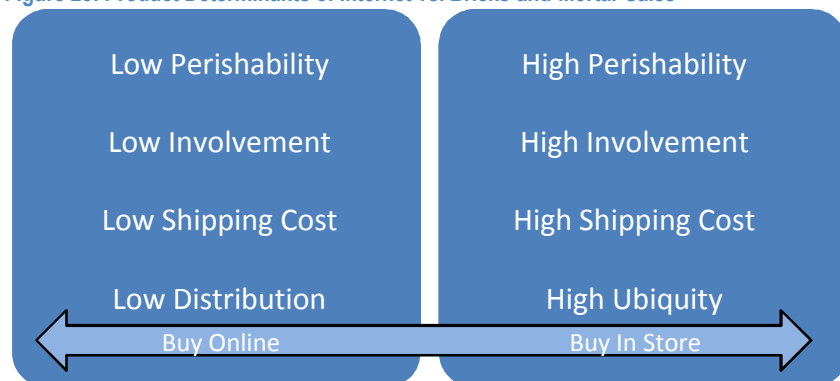 Low Perishability
Low Involvement
Low Shipping Cost
Low Distribution
Buy Online
High Perishability
High Involvement
High Shipping Cost
High Ubiquity
Buy In Store